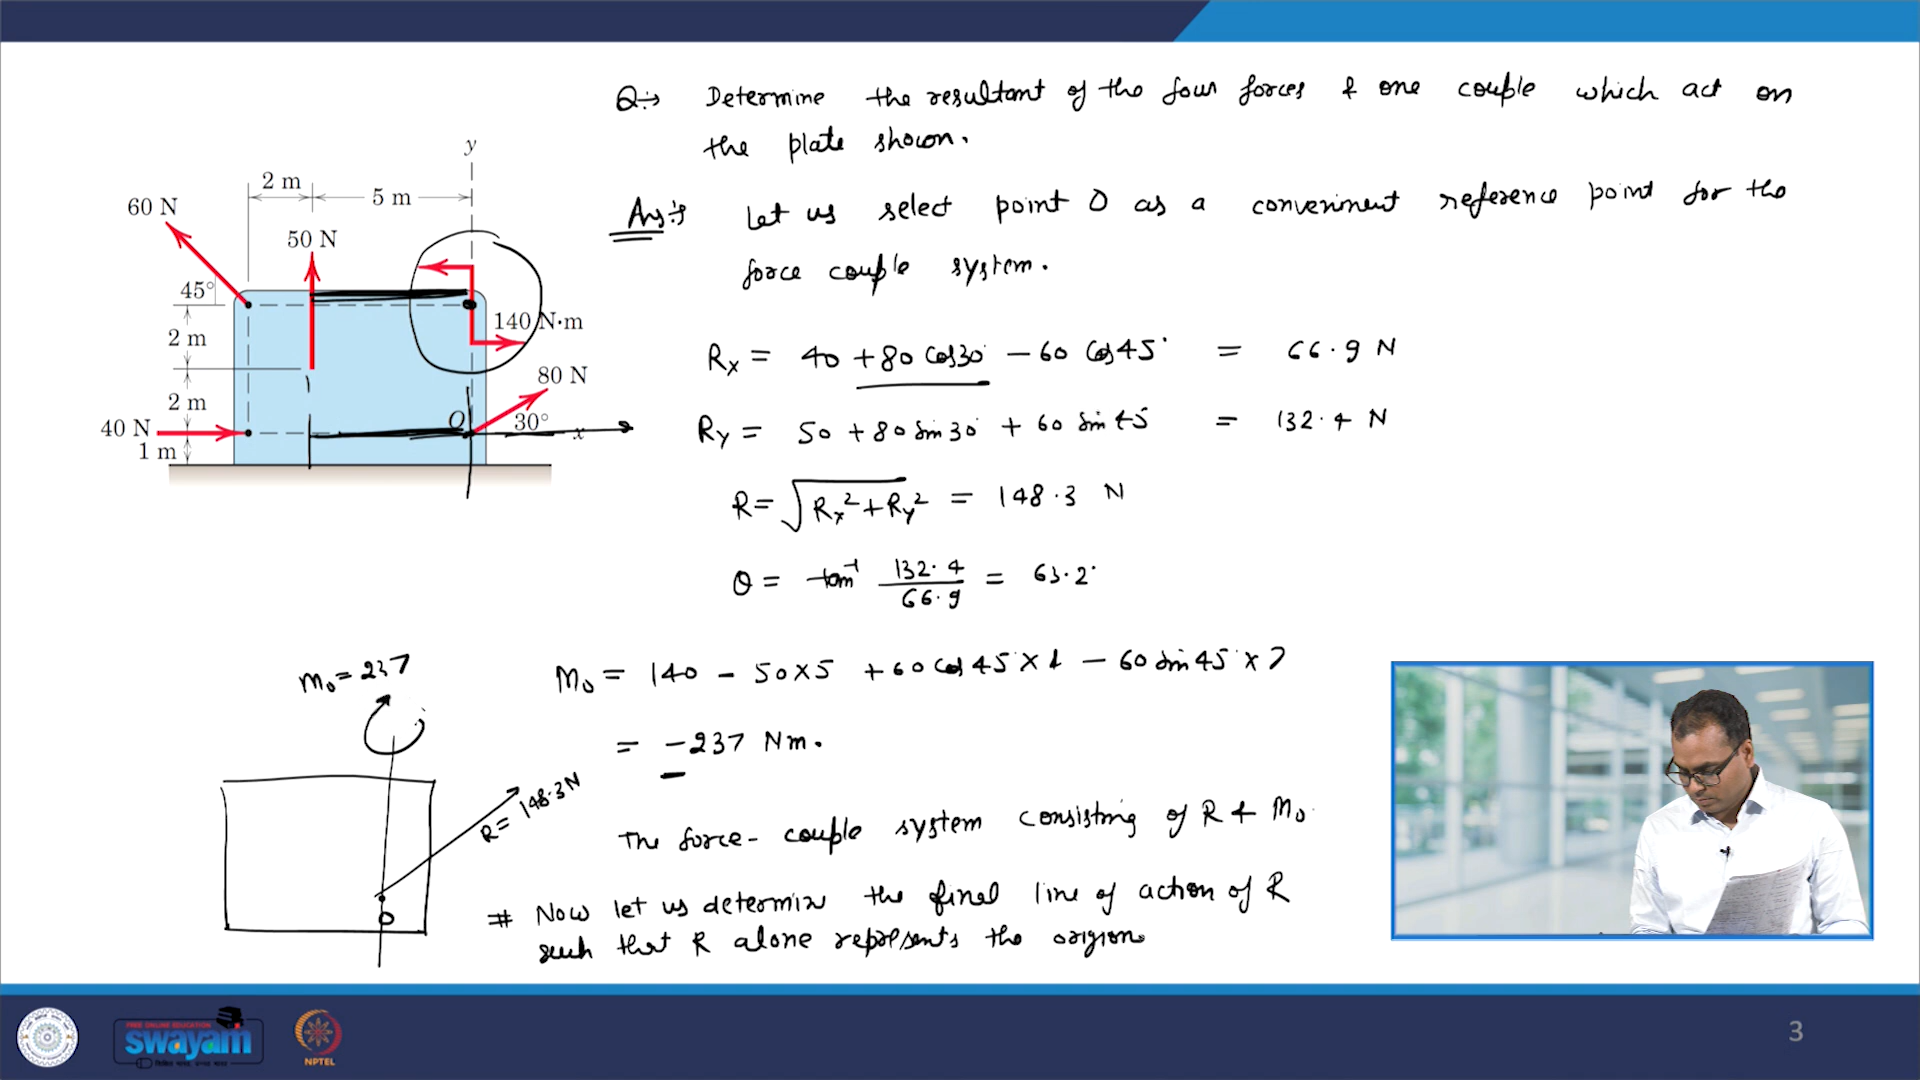 Q:→ Determine the resultant of the four forces & one couple which act on
the plate shown.
Ans:→ Let us select point O as a convenient reference point for the
force couple system.
y
2 m
5 m
60 N
50 N
45°
140 N·m
2 m
80 N
2 m
O
30°
x
40 N
1 m
Rx = 40 + 80 cos30° - 60 cos45° = 66.9 N
Ry = 50 + 80 sin30° + 60 sin45 = 132.4 N
R = √Rx² + Ry² = 148.3 N
θ = tan⁻¹ 132.4/66.9 = 63.2°
Mo = 237
Mo = 140 - 50×5 + 60 cos45° × 4 - 60 sin45° × 7
= -237 Nm.
R = 148.3N
O
The force-couple system consisting of R & Mo.
# Now let us determine the final line of action of R
such that R alone represents the
FREE ONLINE EDUCATION
swayam
NPTEL
3